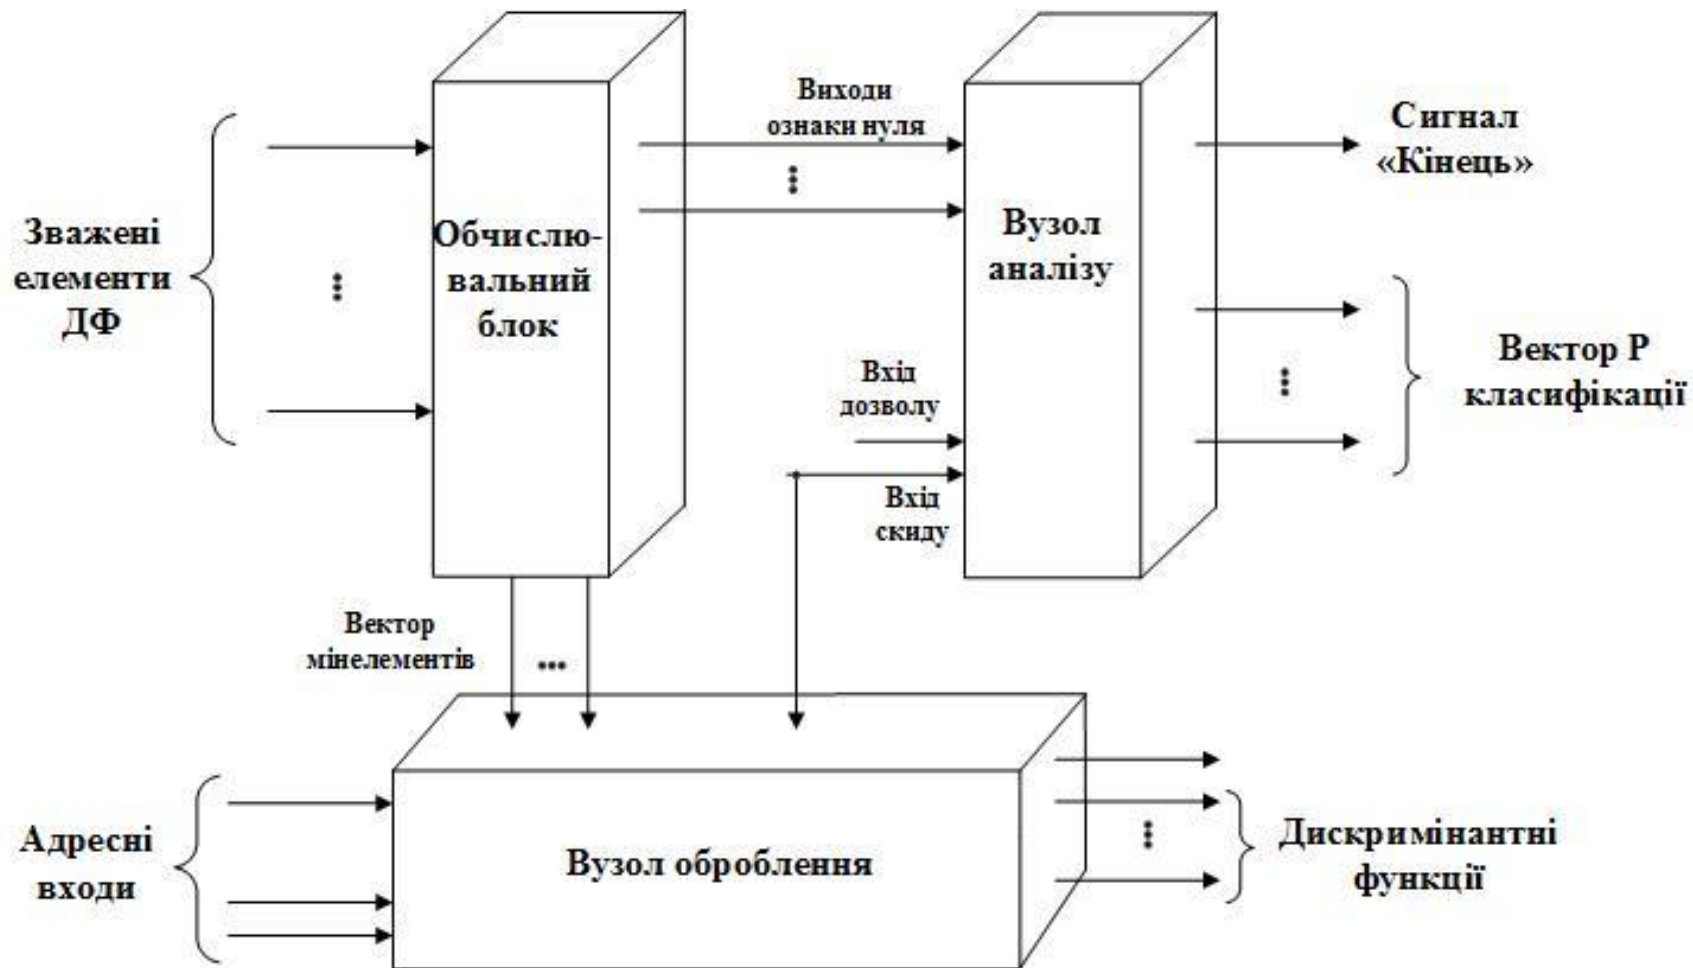 Зважені
елементи
ДФ
Обчислю-
вальний
блок
Виходи
ознаки нуля
Вузол
аналізу
Сигнал
«Кінець»
Вектор Р
класифікації
Вхід
дозволу
Вхід
скиду
Вектор
мінелементів
Адресні
входи
Вузол оброблення
Дискримінантні
функції